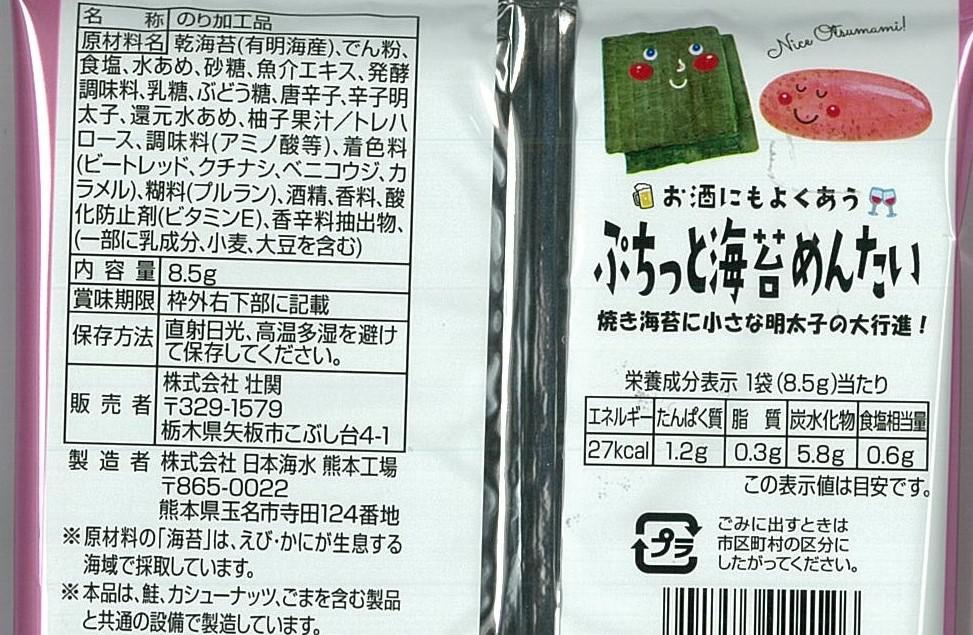 名称 のり加工品
原材料名 乾海苔(有明海産)、でん粉、
食塩、水あめ、砂糖、魚介エキス、発酵
調味料、乳糖、ぶどう糖、唐辛子、辛子明
太子、還元水あめ、柚子果汁／トレハ
ロース、調味料(アミノ酸等)、着色料
(ビートレッド、クチナシ、ベニコウジ、カ
ラメル)、糊料(プルラン)、酒精、香料、酸
化防止剤(ビタミンE)、香辛料抽出物、
(一部に乳成分、小麦、大豆を含む)
内容量 8.5g
賞味期限 枠外右下部に記載
保存方法 直射日光、高温多湿を避け
て保存してください。
販売者 株式会社 壮関
〒329-1579
栃木県矢板市こぶし台4-1
製造者 株式会社 日本海水 熊本工場
〒865-0022
熊本県玉名市寺田124番地
※原材料の「海苔」は、えび・かにが生息する
海域で採取しています。
※本品は、鮭、カシューナッツ、ごまを含む製品
と共通の設備で製造しています。
Nice Otsumami!
お酒にもよくあう
ぷちっと海苔めんたい
焼き海苔に小さな明太子の大行進！
栄養成分表示 1袋(8.5g)当たり
エネルギー たんぱく質 脂質 炭水化物 食塩相当量
27kcal 1.2g 0.3g 5.8g 0.6g
この表示値は目安です。
プラ
ごみに出すときは
市区町村の区分に
したがってください。